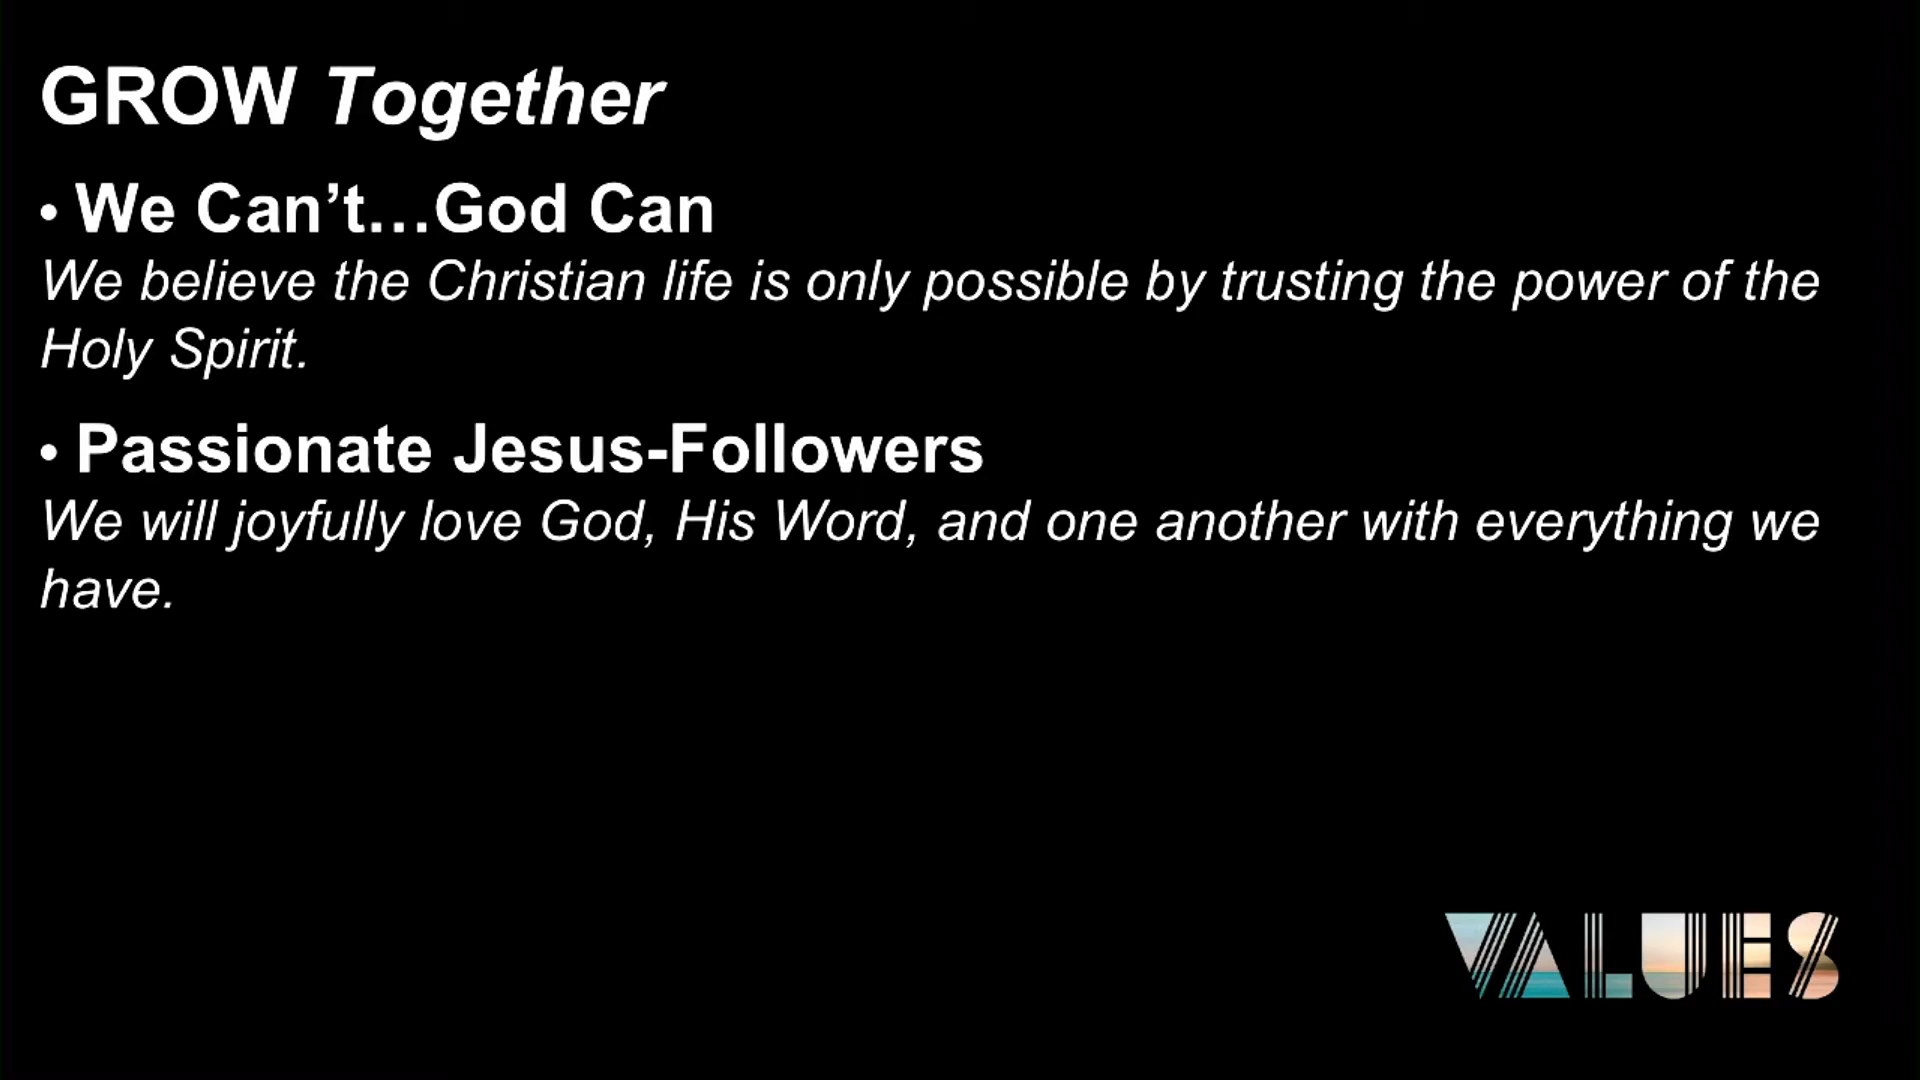 GROW Together
• We Can’t…God Can
We believe the Christian life is only possible by trusting the power of the
Holy Spirit.
• Passionate Jesus-Followers
We will joyfully love God, His Word, and one another with everything we
have.
VALUES